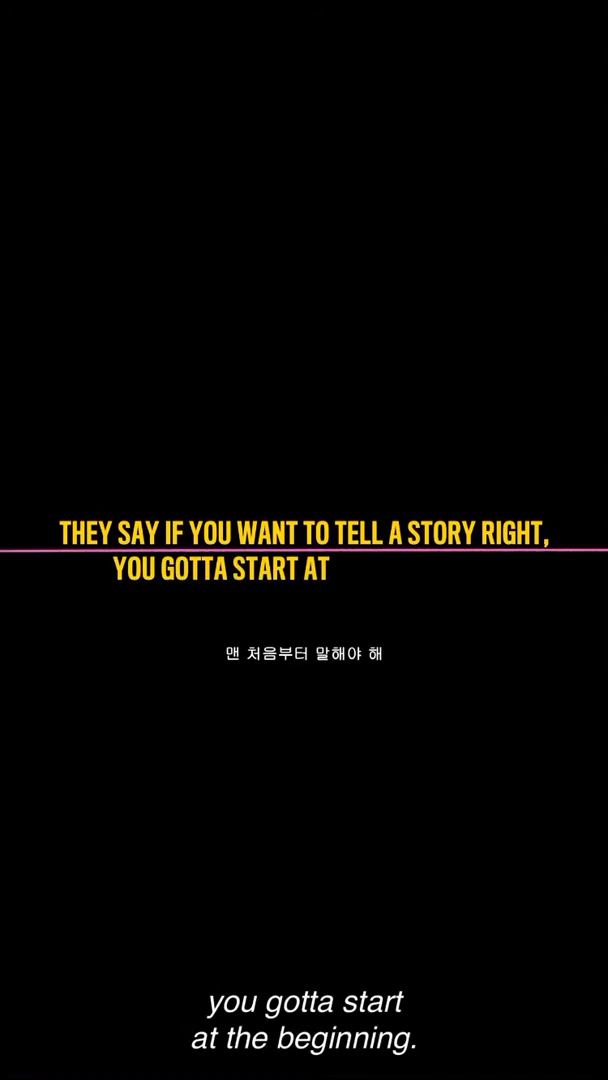 THEY SAY IF YOU WANT TO TELL A STORY RIGHT,
YOU GOTTA START AT
맨 처음부터 말해야 해
you gotta start
at the beginning.